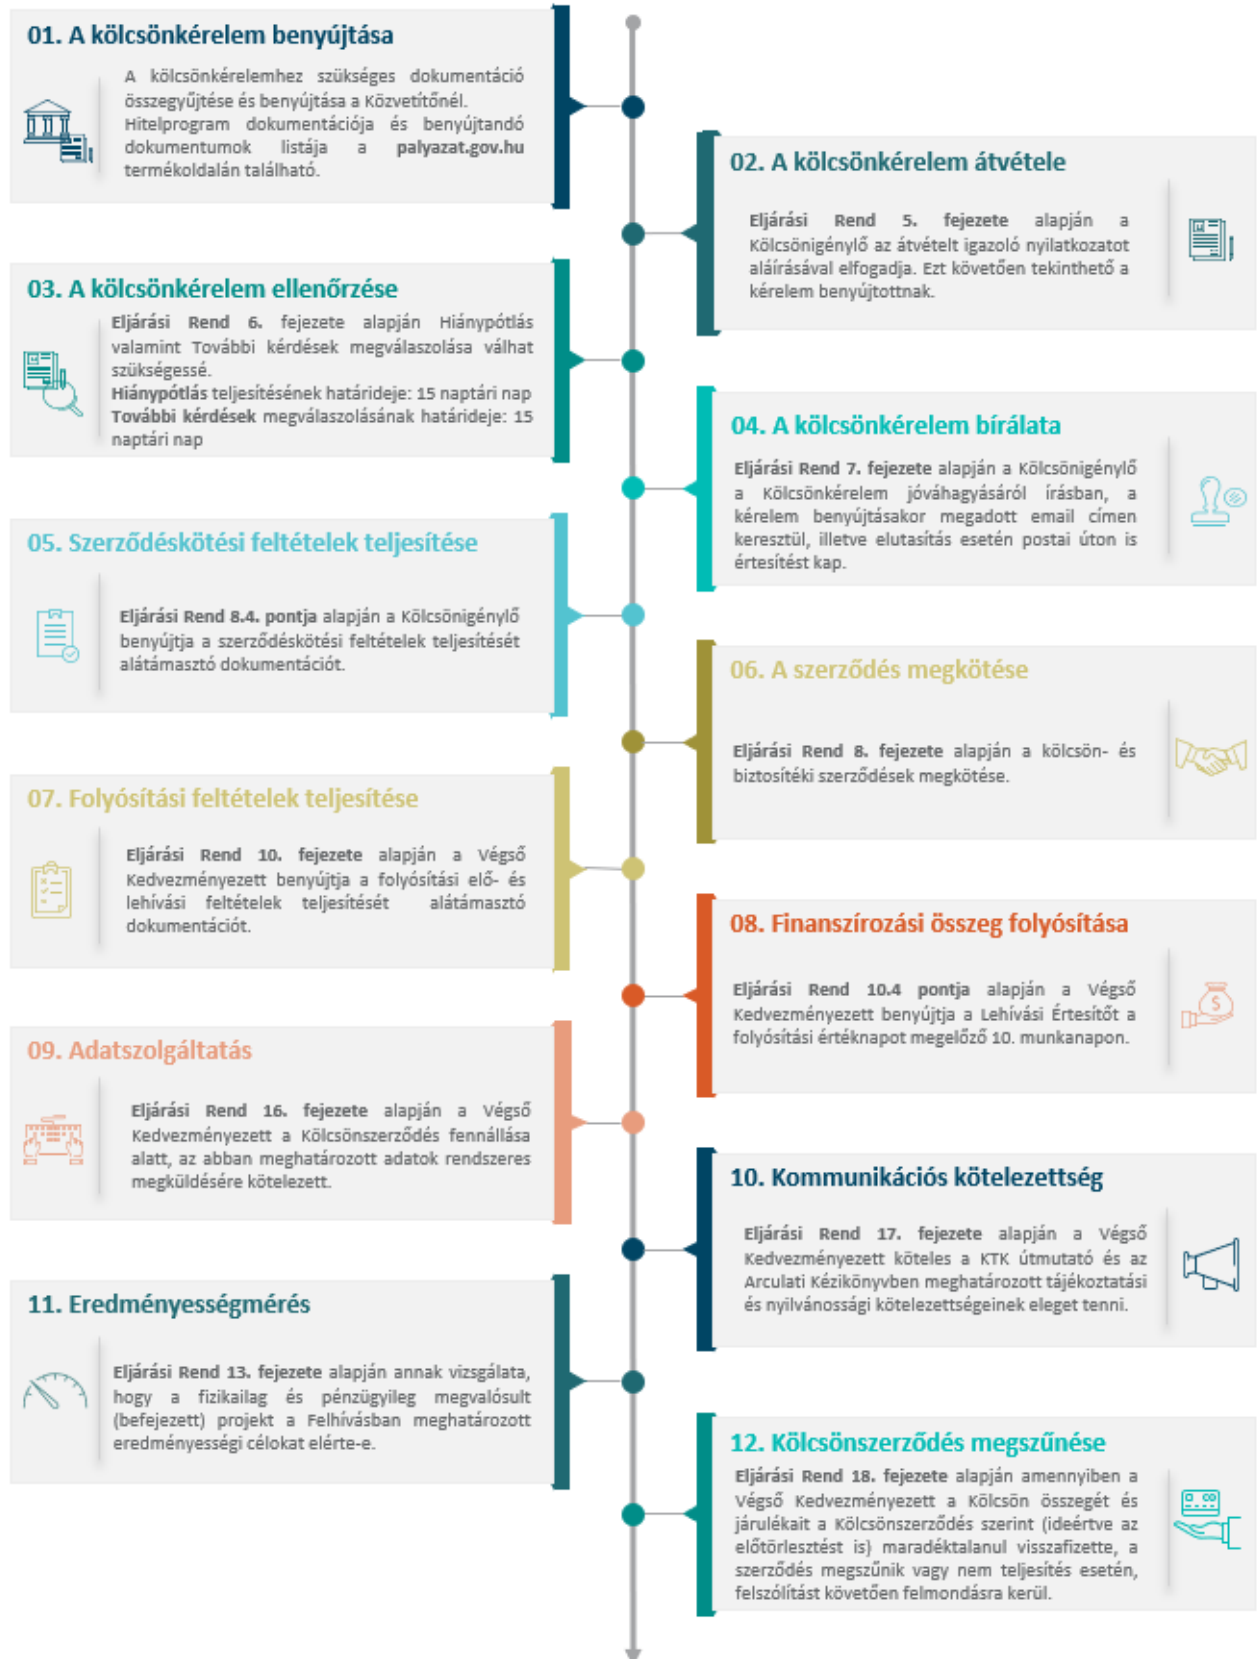 01. A kölcsönkérelem benyújtása
A kölcsönkérelemhez szükséges dokumentáció
összegyűjtése és benyújtása a Közvetítőnél.
Hitelprogram dokumentációja és benyújtandó
dokumentumok listája a palyazat.gov.hu
termékoldalán található.
02. A kölcsönkérelem átvétele
Eljárási Rend 5. fejezete alapján a
Kölcsönigénylő az átvételt igazoló nyilatkozatot
aláírásával elfogadja. Ezt követően tekinthető a
kérelem benyújtottnak.
03. A kölcsönkérelem ellenőrzése
Eljárási Rend 6. fejezete alapján Hiánypótlás
valamint További kérdések megválaszolása válhat
szükségessé.
Hiánypótlás teljesítésének határideje: 15 naptári nap
További kérdések megválaszolásának határideje: 15
naptári nap
04. A kölcsönkérelem bírálata
Eljárási Rend 7. fejezete alapján a Kölcsönigénylő
a Kölcsönkérelem jóváhagyásáról írásban, a
kérelem benyújtásakor megadott email címen
keresztül, illetve elutasítás esetén postai úton is
értesítést kap.
05. Szerződéskötési feltételek teljesítése
Eljárási Rend 8.4. pontja alapján a Kölcsönigénylő
benyújtja a szerződéskötési feltételek teljesítését
alátámasztó dokumentációt.
06. A szerződés megkötése
Eljárási Rend 8. fejezete alapján a kölcsön- és
biztosítéki szerződések megkötése.
07. Folyósítási feltételek teljesítése
Eljárási Rend 10. fejezete alapján a Végső
Kedvezményezett benyújtja a folyósítási elő- és
lehívási feltételek teljesítését alátámasztó
dokumentációt.
08. Finanszírozási összeg folyósítása
Eljárási Rend 10.4 pontja alapján a Végső
Kedvezményezett benyújtja a Lehívási Értesítőt a
folyósítási értéknapot megelőző 10. munkanapon.
$
09. Adatszolgáltatás
Eljárási Rend 16. fejezete alapján a Végső
Kedvezményezett a Kölcsönszerződés fennállása
alatt, az abban meghatározott adatok rendszeres
megküldésére kötelezett.
10. Kommunikációs kötelezettség
Eljárási Rend 17. fejezete alapján a Végső
Kedvezményezett köteles a KTK útmutató és az
Arculati Kézikönyvben meghatározott tájékoztatási
és nyilvánossági kötelezettségeinek eleget tenni.
11. Eredményességmérés
Eljárási Rend 13. fejezete alapján annak vizsgálata,
hogy a fizikailag és pénzügyileg megvalósult
(befejezett) projekt a Felhívásban meghatározott
eredményességi célokat elérte-e.
12. Kölcsönszerződés megszűnése
Eljárási Rend 18. fejezete alapján amennyiben a
Végső Kedvezményezett a Kölcsön összegét és
járulékait a Kölcsönszerződés szerint (ideértve az
előtörlesztést is) maradéktalanul visszafizette, a
szerződés megszűnik vagy nem teljesítés esetén,
felszólítást követően felmondásra kerül.